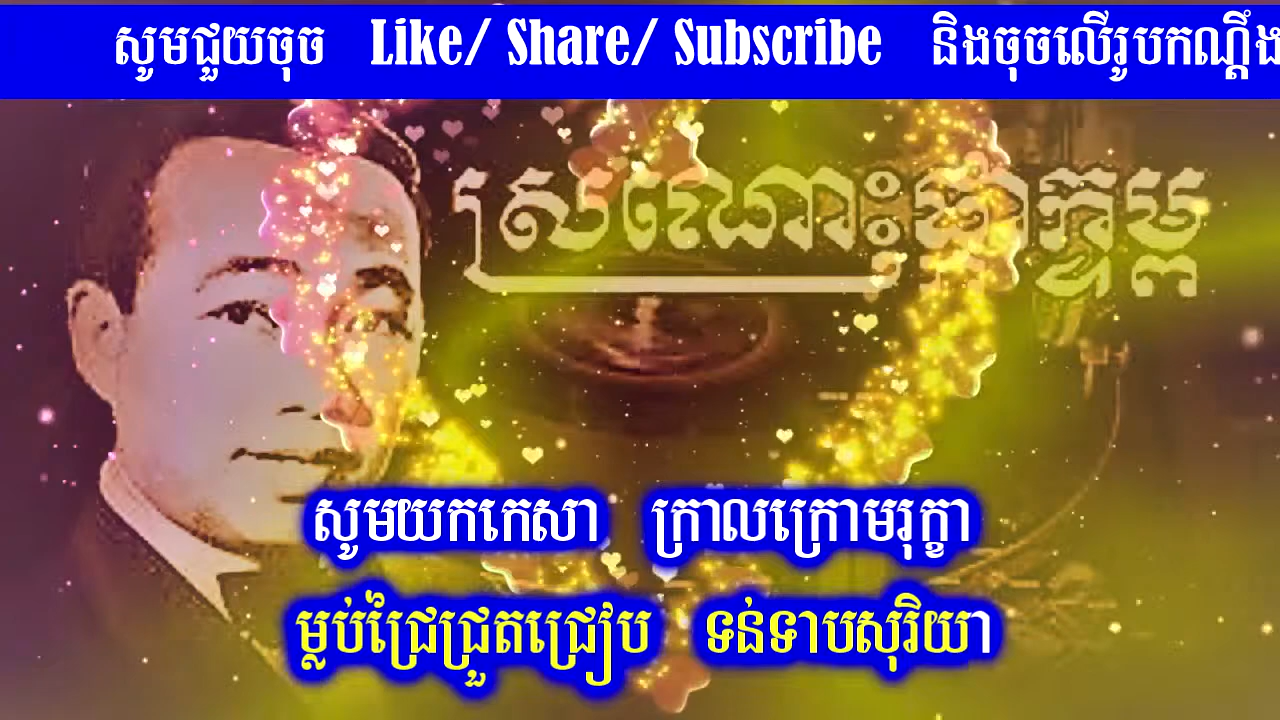 សូមជួយចុច Like/ Share/ Subscribe និងចុចលើរូបកណ្ដឹង
ស្រណោះផ្កាក្ទម្ព
សូមយកកេសា ក្រាលក្រោមរុក្ខា
ម្លប់ជ្រៃជ្រួតជ្រៀប ទន់ទាបសុរិយា